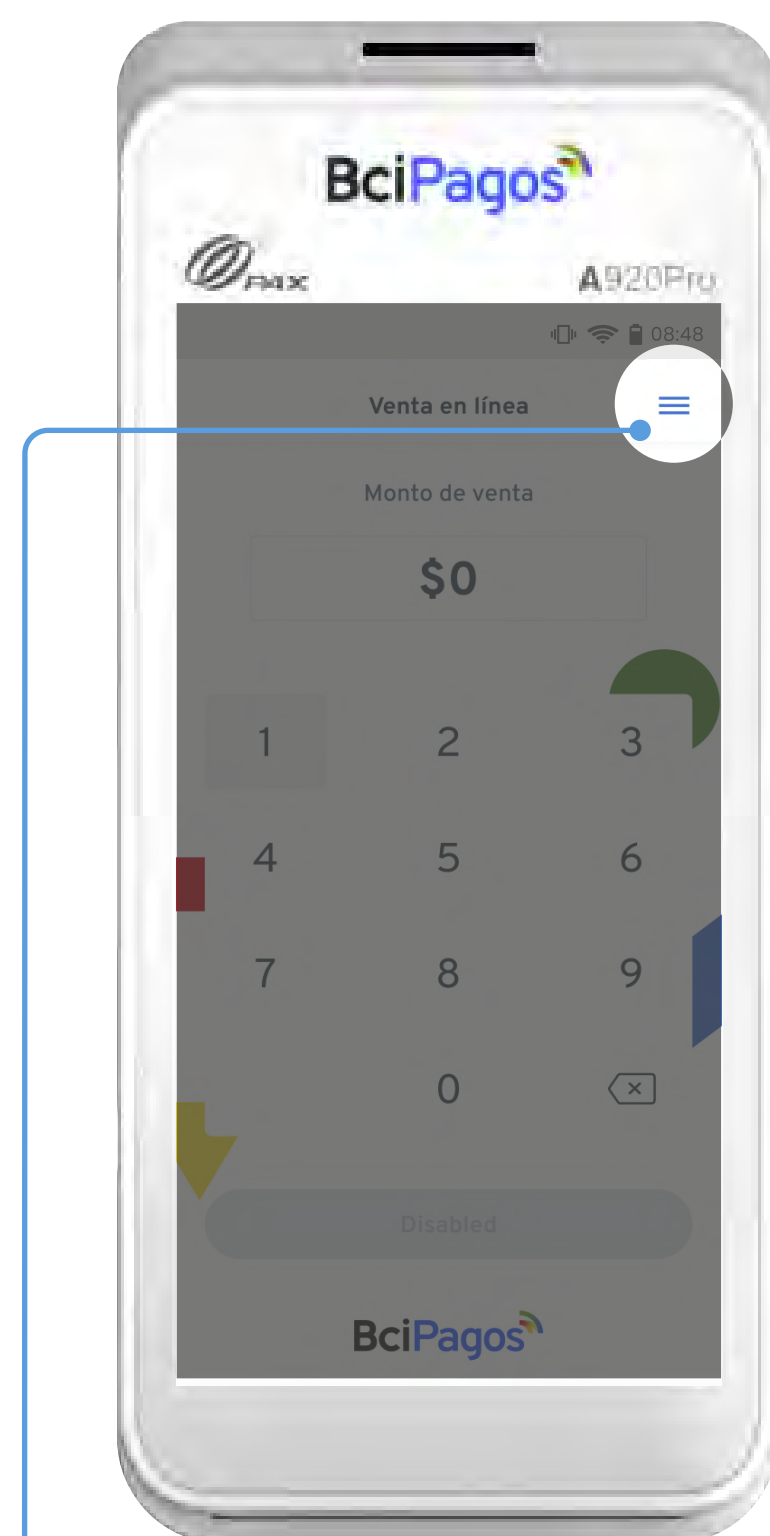 BciPagos
PAX
A920Pro
08:48
Venta en línea
Monto de venta
$0
1 2 3
4 5 6
7 8 9
0
Disabled
BciPagos